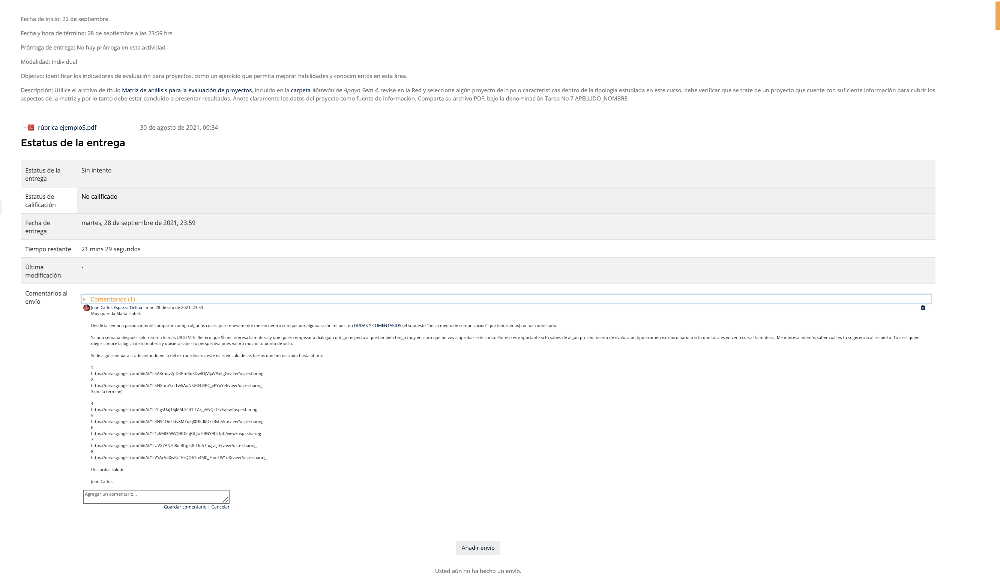 Fecha de inicio: 22 de septiembre.
Fecha y hora de término: 28 de septiembre a las 23:59 hrs
Prórroga de entrega: No hay prórroga en esta actividad
Modalidad: Individual
Objetivo: Identificar los indicadores de evaluación para proyectos, como un ejercicio que permita mejorar habilidades y conocimientos en esta área.
Descripción: Utilice el archivo de título Matriz de análisis para la evaluación de proyectos, incluido en la carpeta Material de Apoyo Sem 4, revise en la Red y seleccione algún proyecto del tipo o características dentro de la tipología estudiada en este curso, debe verificar que se trate de un proyecto que cuente con suficiente información para cubrir los
aspectos de la matriz y por lo tanto debe estar concluido o presentar resultados. Anote claramente los datos del proyecto como fuente de información. Comparta su archivo PDF, bajo la denominación Tarea No 7 APELLIDO_NOMBRE.
rúbrica ejemploS.pdf 30 de agosto de 2021, 00:34
Estatus de la entrega
Estatus de la entrega Sin intento
Estatus de calificación No calificado
Fecha de entrega martes, 28 de septiembre de 2021, 23:59
Tiempo restante 21 mins 29 segundos
Última modificación -
Comentarios al envío
Comentarios (1)
Juan Carlos Esparza Ochoa - mar, 28 de sep de 2021, 23:33
Muy querida María Isabel,
Desde la semana pasada intenté compartir contigo algunas cosas, pero nuevamente me encuentro con que por alguna razón mi post en DUDAS Y COMENTARIOS (el supuesto “único medio de comunicación” que tendríamos) no fue contestado.
Ya una semana después sólo retomo lo más URGENTE. Reitero que SÍ me interesa la materia y que quiero empezar a dialogar contigo respecto a que también tengo muy en claro que no voy a aprobar este curso. Por eso es importante si tú sabes de algún procedimiento de evaluación tipo examen extraordinario o si lo que toca es volver a cursar la materia. Me interesa además saber cuál es tu sugerencia al respecto. Tú eres quien
mejor conoce la lógica de tu materia y quisiera saber tu perspectiva pues valoro mucho tu punto de vista.
Si de algo sirve para ir adelantando en lo del extraordinario, este es el vínculo de las tareas que he realizado hasta ahora:
1.
https://drive.google.com/file/d/1-5A8rhqv2pD4RmRqSDwlOjVljaVPxEgG/view?usp=sharing
2
https://drive.google.com/file/d/1-5NXtqpYxcTw5AuNStRELBPC_vPYpYeI/view?usp=sharing
3 (no la terminé)
4
https://drive.google.com/file/d/1--1tgsUaJTSjMSL3431ITZxgjVNQrTFv/view?usp=sharing
5
https://drive.google.com/file/d/1-3N94Oe2ktvXMZui0J0UEdkU7sRvh55b/view?usp=sharing
6
https://drive.google.com/file/d/1-1z6MD-WiVQ8DEnJGbJuFlBNY9lTrfpC/view?usp=sharing
7.
https://drive.google.com/file/d/1-UVX7ANHl8olBttgEt8rUo57huJvsJiE/view?usp=sharing
8.
https://drive.google.com/file/d/1-VYAcVaXwRcTKrQO61u4M0JJHooTW1nX/view?usp=sharing
Un cordial saludo.
Juan Carlos
Agregar un comentario...
Guardar comentario | Cancelar
Añadir envío
Usted aún no ha hecho un envío.